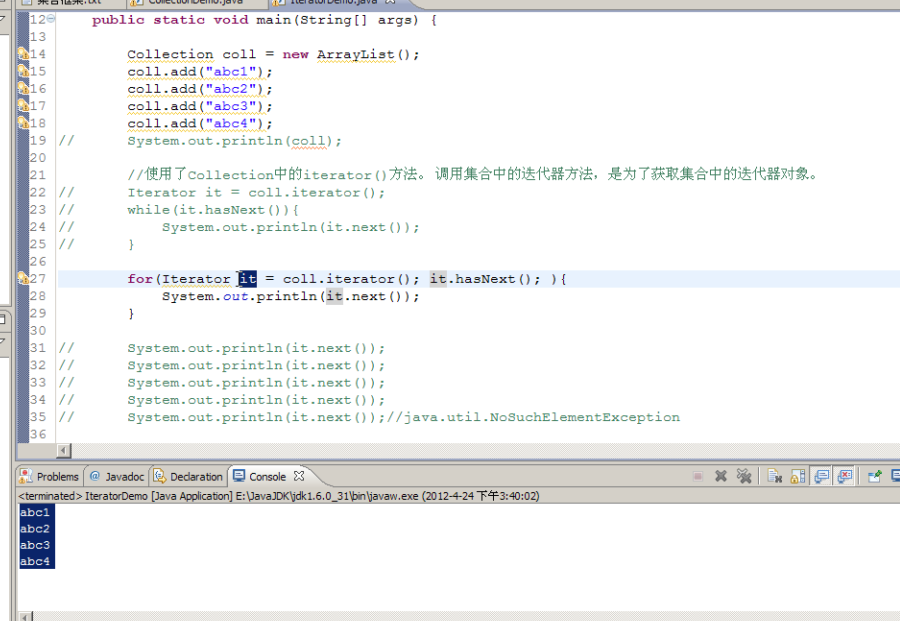 集合框架.txt CollectionDemo.java IteratorDemo.java
12 public static void main(String[] args) {
13
14 Collection coll = new ArrayList();
15 coll.add("abc1");
16 coll.add("abc2");
17 coll.add("abc3");
18 coll.add("abc4");
19 // System.out.println(coll);
20
21 //使用了Collection中的iterator()方法。 调用集合中的迭代器方法，是为了获取集合中的迭代器对象。
22 // Iterator it = coll.iterator();
23 // while(it.hasNext()){
24 // System.out.println(it.next());
25 // }
26
27 for(Iterator it = coll.iterator(); it.hasNext(); ){
28 System.out.println(it.next());
29 }
30
31 // System.out.println(it.next());
32 // System.out.println(it.next());
33 // System.out.println(it.next());
34 // System.out.println(it.next());
35 // System.out.println(it.next());//java.util.NoSuchElementException
36
Problems @ Javadoc Declaration Console
<terminated> IteratorDemo [Java Application] E:\JavaJDK\jdk1.6.0_31\bin\javaw.exe (2012-4-24 下午3:40:02)
abc1
abc2
abc3
abc4